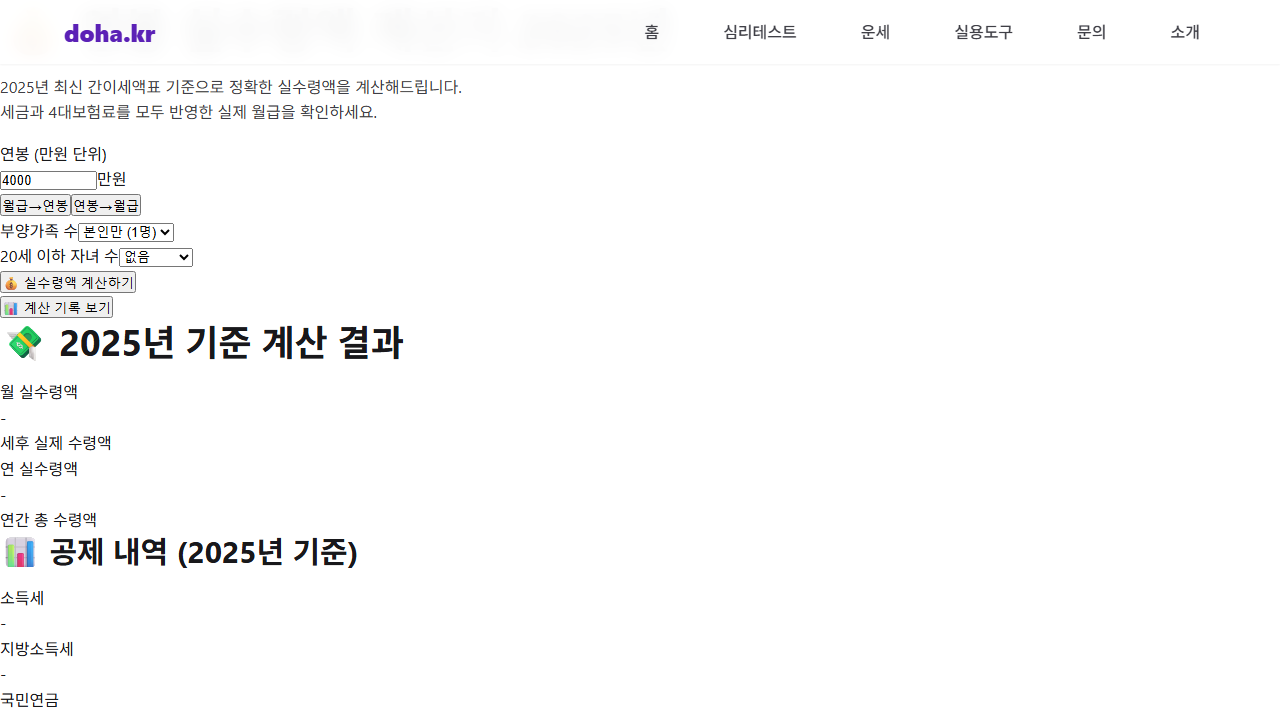 doha.kr 홈 심리테스트 운세 실용도구 문의 소개
2025년 최신 간이세액표 기준으로 정확한 실수령액을 계산해드립니다.
세금과 4대보험료를 모두 반영한 실제 월급을 확인하세요.
연봉 (만원 단위)
4000 만원
월급→연봉 연봉→월급
부양가족 수 본인만 (1명)
20세 이하 자녀 수 없음
💰 실수령액 계산하기
📊 계산 기록 보기
💸 2025년 기준 계산 결과
월 실수령액
-
세후 실제 수령액
연 실수령액
-
연간 총 수령액
📊 공제 내역 (2025년 기준)
소득세
-
지방소득세
-
국민연금